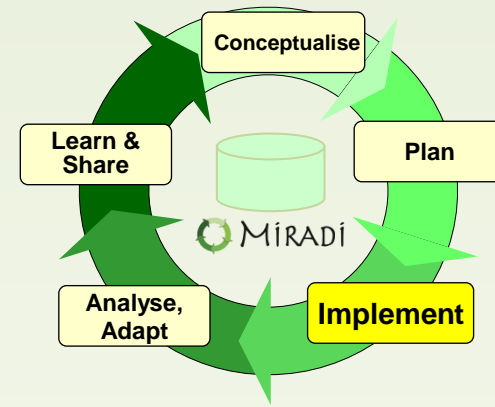 Conceptualise
Learn &
Share
Plan
MIRADI
Analyse,
Adapt
Implement